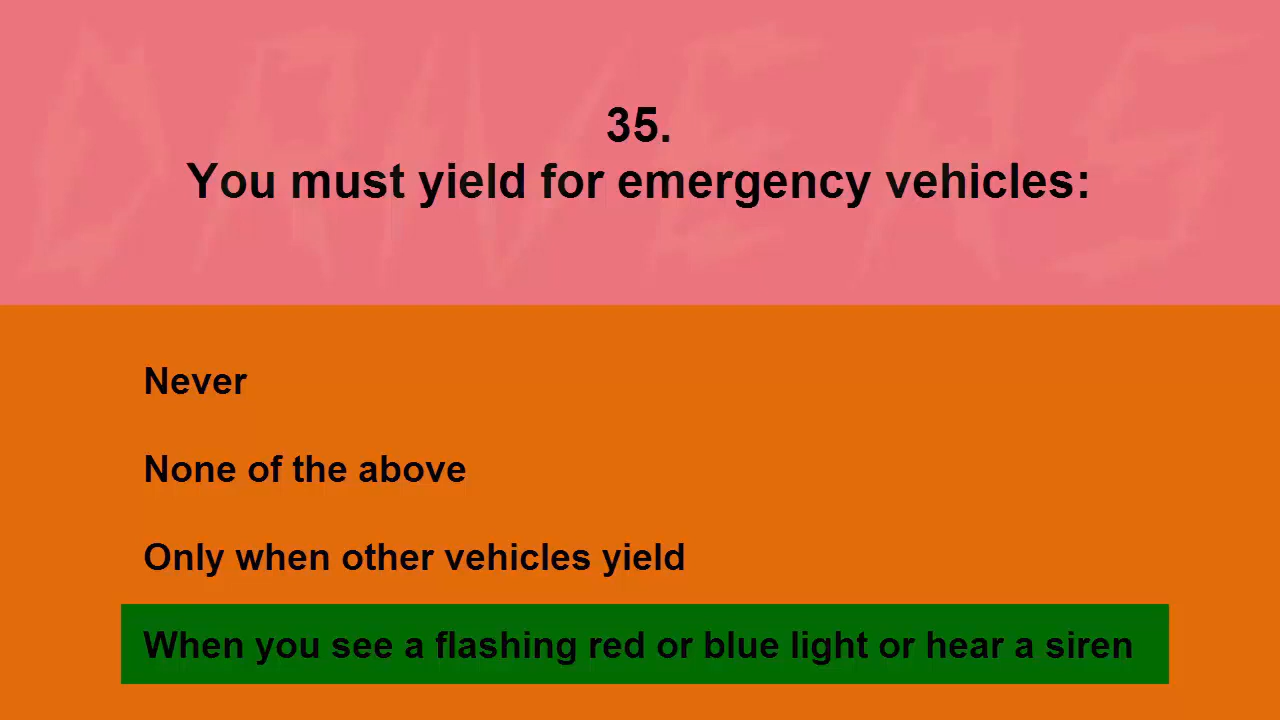 DRIVERS
35.
You must yield for emergency vehicles:
Never
None of the above
Only when other vehicles yield
When you see a flashing red or blue light or hear a siren